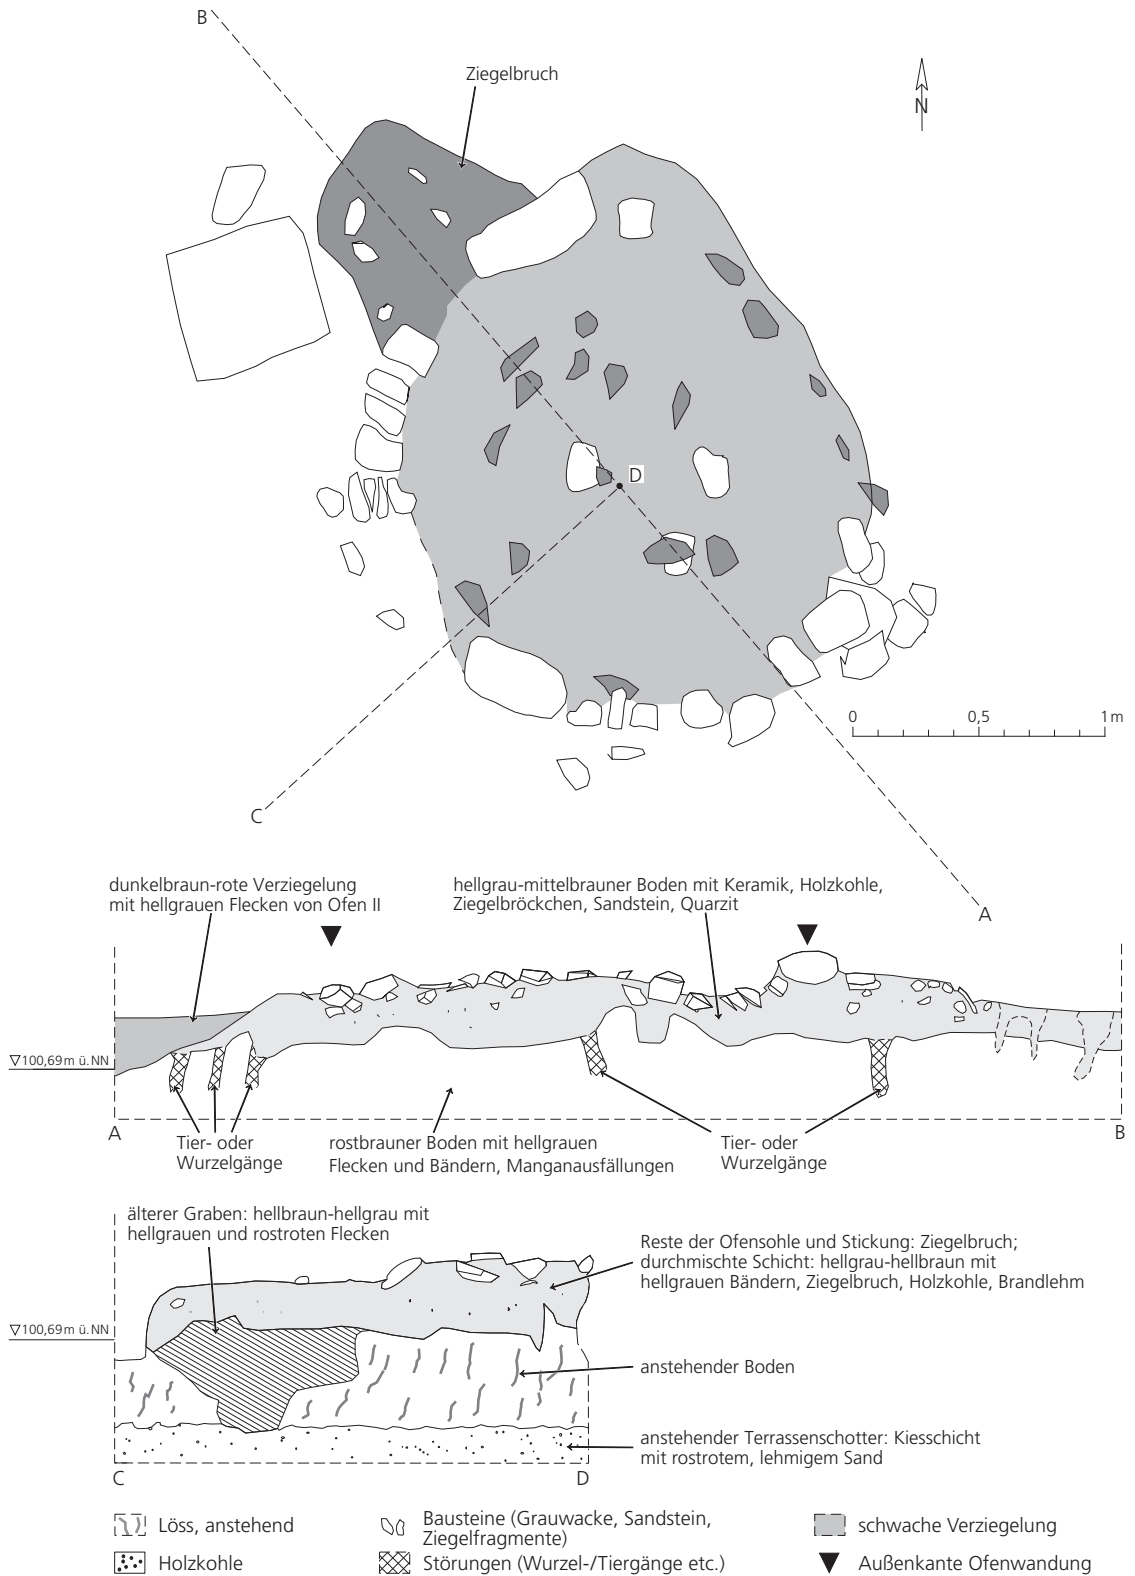 B
Ziegelbruch
N
D
0 0,5 1 m
C
A
dunkelbraun-rote Verziegelung
mit hellgrauen Flecken von Ofen II
hellgrau-mittelbrauner Boden mit Keramik, Holzkohle,
Ziegelbröckchen, Sandstein, Quarzit
100,69 m ü. NN
A
B
Tier- oder
Wurzelgänge
rostbrauner Boden mit hellgrauen
Flecken und Bändern, Manganausfällungen
Tier- oder
Wurzelgänge
älterer Graben: hellbraun-hellgrau mit
hellgrauen und rostroten Flecken
Reste der Ofensohle und Stickung: Ziegelbruch;
durchmischte Schicht: hellgrau-hellbraun mit
hellgrauen Bändern, Ziegelbruch, Holzkohle, Brandlehm
100,69 m ü. NN
anstehender Boden
anstehender Terrassenschotter: Kiesschicht
mit rostrotem, lehmigem Sand
C
D
Löss, anstehend
Holzkohle
Bausteine (Grauwacke, Sandstein,
Ziegelfragmente)
Störungen (Wurzel-/Tiergänge etc.)
schwache Verziegelung
Außenkante Ofenwandung